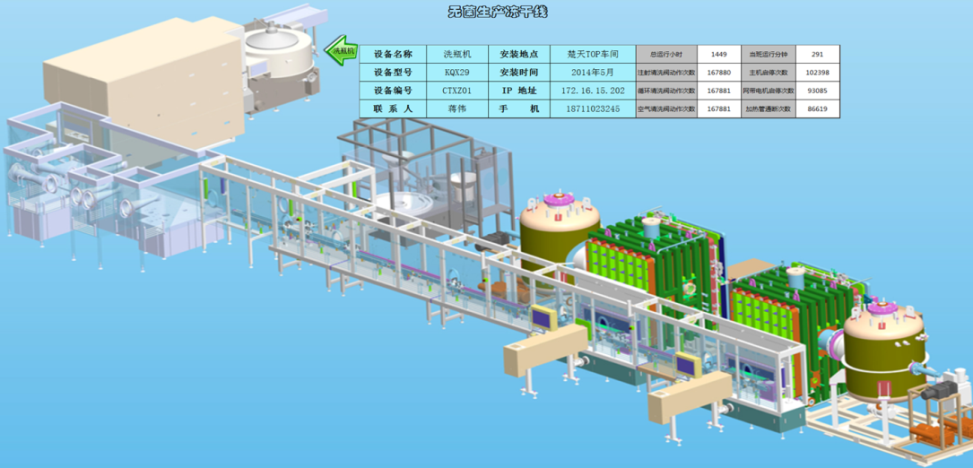 无菌生产冻干线
洗瓶机
设备名称 洗瓶机 安装地点 楚天TOP车间 总运行小时 1449 当班运行分钟 291
设备型号 KQX29 安装时间 2014年5月 注射清洗阀动作次数 167880 主机自停次数 102398
设备编号 CTXZ01 IP 地址 172.16.15.202 循环清洗阀动作次数 167881 网带电机自停次数 93085
联系人 蒋伟 手机 18711023245 空气清洗阀动作次数 167881 加热管通断次数 86619